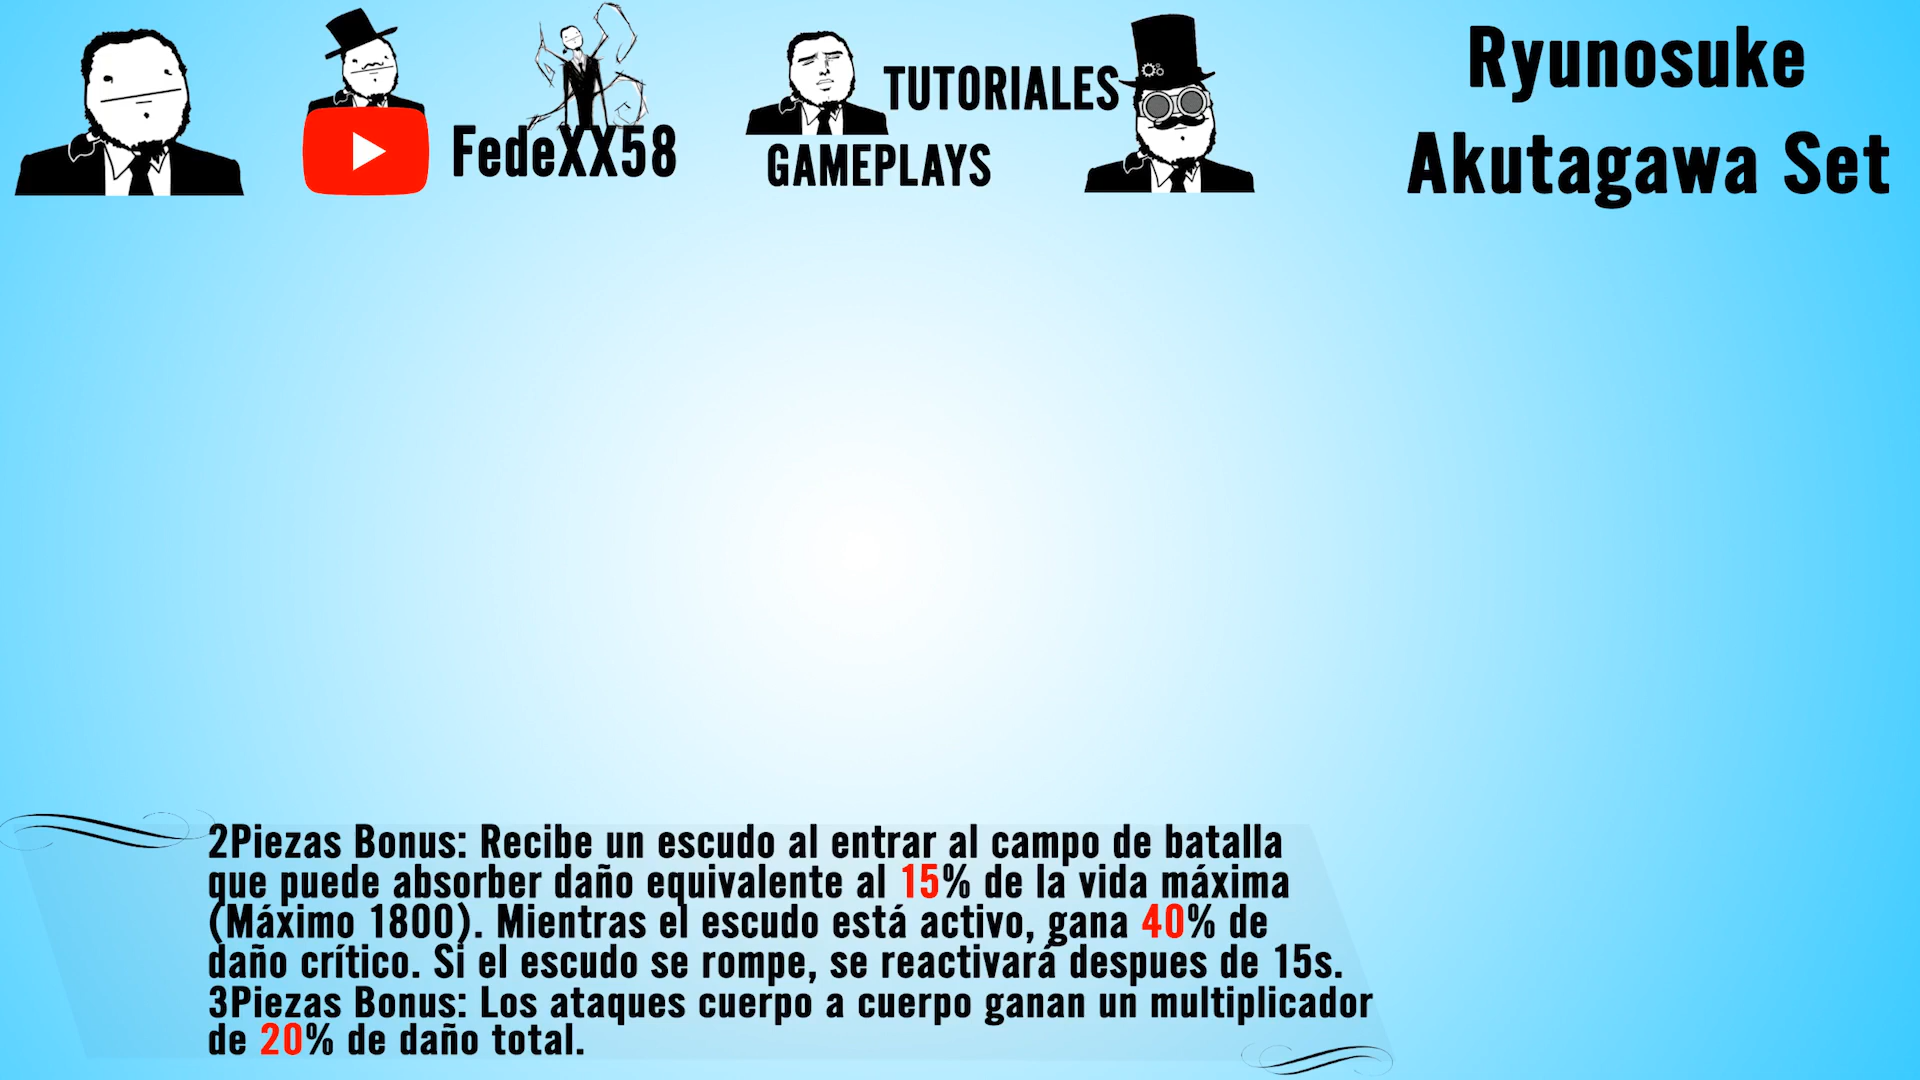 FedeXX58
TUTORIALES
GAMEPLAYS
Ryunosuke
Akutagawa Set
2Piezas Bonus: Recibe un escudo al entrar al campo de batalla
que puede absorber daño equivalente al 15% de la vida máxima
(Máximo 1800). Mientras el escudo está activo, gana 40% de
daño crítico. Si el escudo se rompe, se reactivará despues de 15s.
3Piezas Bonus: Los ataques cuerpo a cuerpo ganan un multiplicador
de 20% de daño total.